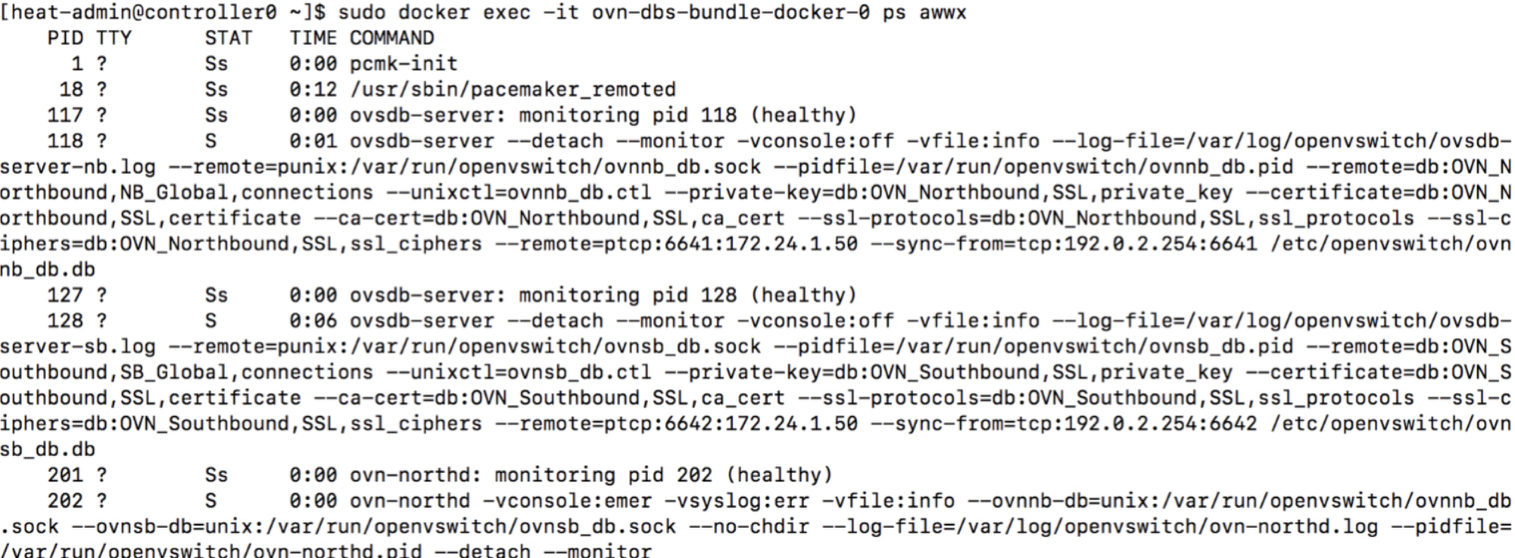 [heat-admin@controller0 ~]$ sudo docker exec -it ovn-dbs-bundle-docker-0 ps awwx
    PID TTY      STAT   TIME COMMAND
      1 ?        Ss     0:00 pcmk-init
     18 ?        Ss     0:12 /usr/sbin/pacemaker_remoted
    117 ?        Ss     0:00 ovsdb-server: monitoring pid 118 (healthy)
    118 ?        S      0:01 ovsdb-server --detach --monitor -vconsole:off -vfile:info --log-file=/var/log/openvswitch/ovsdb-
server-nb.log --remote=punix:/var/run/openvswitch/ovnnb_db.sock --pidfile=/var/run/openvswitch/ovnnb_db.pid --remote=db:OVN_N
orthbound,NB_Global,connections --unixctl=ovnnb_db.ctl --private-key=db:OVN_Northbound,SSL,private_key --certificate=db:OVN_N
orthbound,SSL,certificate --ca-cert=db:OVN_Northbound,SSL,ca_cert --ssl-protocols=db:OVN_Northbound,SSL,ssl_protocols --ssl-c
iphers=db:OVN_Northbound,SSL,ssl_ciphers --remote=ptcp:6641:172.24.1.50 --sync-from=tcp:192.0.2.254:6641 /etc/openvswitch/ovn
nb_db.db
    127 ?        Ss     0:00 ovsdb-server: monitoring pid 128 (healthy)
    128 ?        S      0:06 ovsdb-server --detach --monitor -vconsole:off -vfile:info --log-file=/var/log/openvswitch/ovsdb-
server-sb.log --remote=punix:/var/run/openvswitch/ovnsb_db.sock --pidfile=/var/run/openvswitch/ovnsb_db.pid --remote=db:OVN_S
outhbound,SB_Global,connections --unixctl=ovnsb_db.ctl --private-key=db:OVN_Southbound,SSL,private_key --certificate=db:OVN_S
outhbound,SSL,certificate --ca-cert=db:OVN_Southbound,SSL,ca_cert --ssl-protocols=db:OVN_Southbound,SSL,ssl_protocols --ssl-c
iphers=db:OVN_Southbound,SSL,ssl_ciphers --remote=ptcp:6642:172.24.1.50 --sync-from=tcp:192.0.2.254:6642 /etc/openvswitch/ovn
sb_db.db
    201 ?        Ss     0:00 ovn-northd: monitoring pid 202 (healthy)
    202 ?        S      0:00 ovn-northd -vconsole:emer -vsyslog:err -vfile:info --ovnnb-db=unix:/var/run/openvswitch/ovnnb_db
.sock --ovnsb-db=unix:/var/run/openvswitch/ovnsb_db.sock --no-chdir --log-file=/var/log/openvswitch/ovn-northd.log --pidfile=
/var/run/openvswitch/ovn-northd.pid --detach --monitor